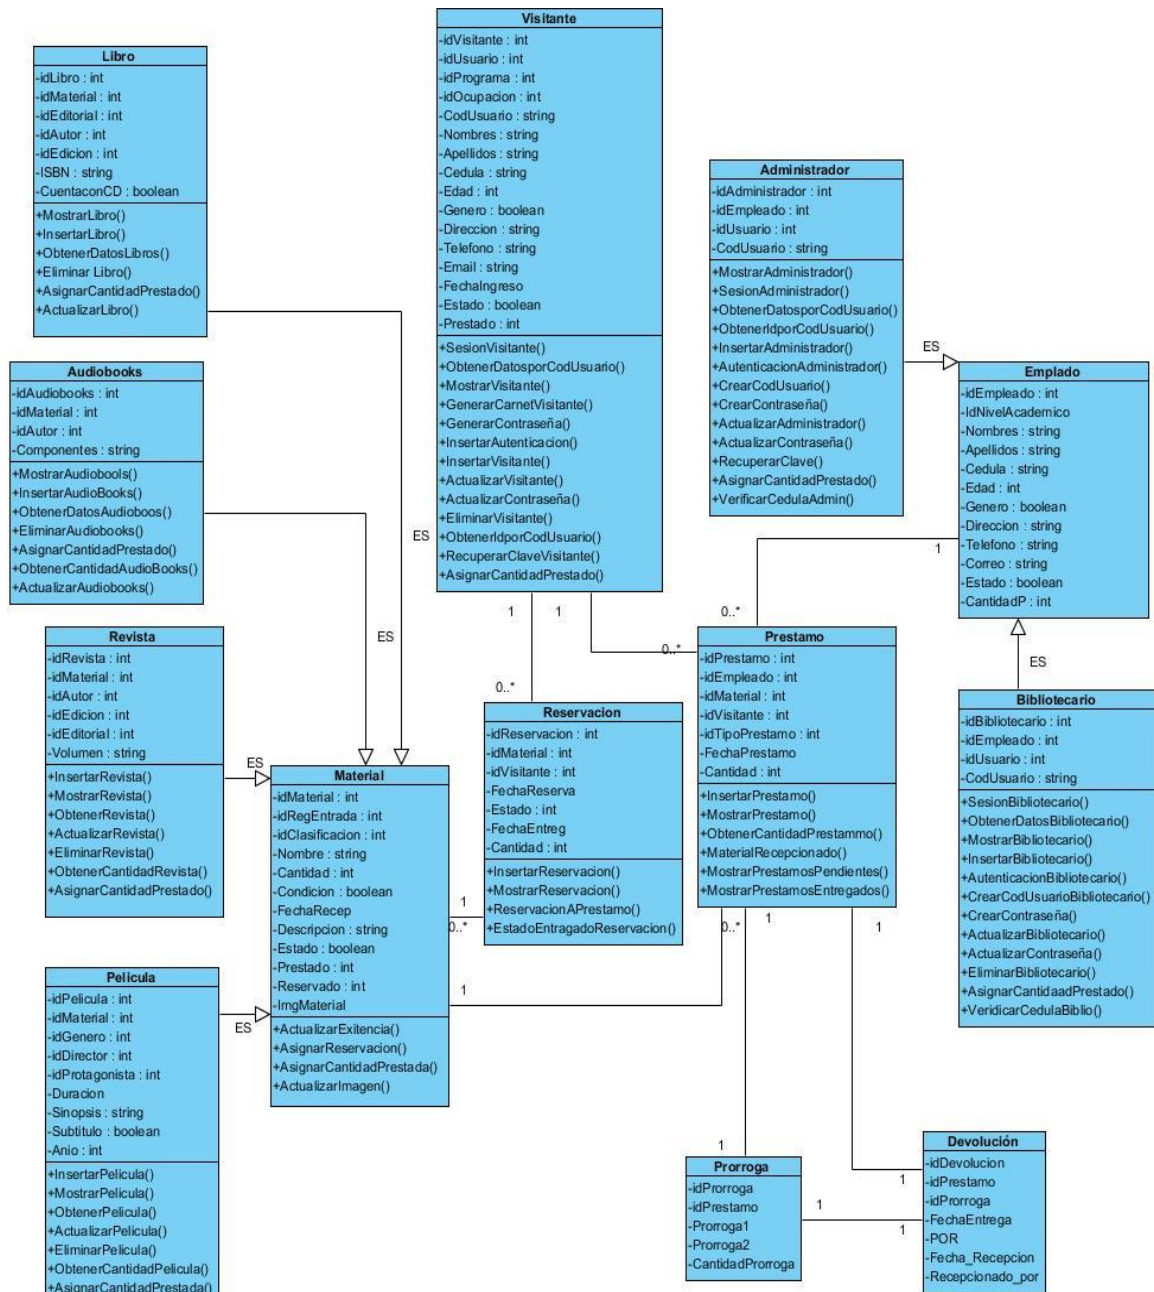 Libro
-idLibro : int
-idMaterial : int
-idEditorial : int
-idAutor : int
-idEdicion : int
-ISBN : string
-CuentaconCD : boolean
+MostrarLibro()
+InsertarLibro()
+ObtenerDatosLibros()
+Eliminar Libro()
+AsignarCantidadPrestado()
+ActualizarLibro()
Audiobooks
-idAudiobooks : int
-idMaterial : int
-idAutor : int
-Componentes : string
+MostrarAudiobools()
+InsertarAudioBooks()
+ObtenerDatosAudioboos()
+EliminarAudiobooks()
+AsignarCantidadPrestado()
+ObtenerCantidadAudioBooks()
+ActualizarAudiobooks()
Revista
-idRevista : int
-idMaterial : int
-idAutor : int
-idEdicion : int
-idEditorial : int
-Volumen : string
+InsertarRevista()
+MostrarRevista()
+ObtenerRevista()
+ActualizarRevista()
+EliminarRevista()
+ObtenerCantidadRevista()
+AsignarCantidadPrestado()
Pelicula
-idPelicula : int
-idMaterial : int
-idGenero : int
-idDirector : int
-idProtagonista : int
-Duracion
-Sinopsis : string
-Subtitulo : boolean
-Anio : int
+InsertarPelicula()
+MostrarPelicula()
+ObtenerPelicula()
+ActualizarPelicula()
+EliminarPelicula()
+ObtenerCantidadPelicula()
+AsignarCantidadPrestada()
ES
ES
ES
ES
Material
-idMaterial : int
-idRegEntrada : int
-idClasificacion : int
-Nombre : string
-Cantidad : int
-Condicion : boolean
-FechaRecep
-Descripcion : string
-Estado : boolean
-Prestado : int
-Reservado : int
-ImgMaterial
+ActualizarExitencia()
+AsignarReservacion()
+AsignarCantidadPrestada()
+ActualizarImagen()
Visitante
-idVisitante : int
-idUsuario : int
-idPrograma : int
-idOcupacion : int
-CodUsuario : string
-Nombres : string
-Apellidos : string
-Cedula : string
-Edad : int
-Genero : boolean
-Direccion : string
-Telefono : string
-Email : string
-FechaIngreso
-Estado : boolean
-Prestado : int
+SesionVisitante()
+ObtenerDatosporCodUsuario()
+MostrarVisitante()
+GenerarCarnetVisitante()
+GenerarContraseña()
+InsertarAutenticacion()
+InsertarVisitante()
+ActualizarVisitante()
+ActualizarContraseña()
+EliminarVisitante()
+ObtenerIdporCodUsuario()
+RecuperarClaveVisitante()
+AsignarCantidadPrestado()
1
1
0..*
0..*
Reservacion
-idReservacion : int
-idMaterial : int
-idVisitante : int
-FechaReserva
-Estado : int
-FechaEntreg
-Cantidad : int
+InsertarReservacion()
+MostrarReservacion()
+ReservacionAPrestamo()
+EstadoEntragadoReservacion()
1
0..*
1
Administrador
-idAdministrador : int
-idEmpleado : int
-idUsuario : int
-CodUsuario : string
+MostrarAdministrador()
+SesionAdministrador()
+ObtenerDatosporCodUsuario()
+ObtenerIdporCodUsuario()
+InsertarAdministrador()
+AutenticacionAdministrador()
+CrearCodUsuario()
+CrearContraseña()
+ActualizarAdministrador()
+ActualizarContraseña()
+RecuperarClave()
+AsignarCantidadPrestado()
+VerificarCedulaAdmin()
ES
1
0..*
Prestamo
-idPrestamo : int
-idEmpleado : int
-idMaterial : int
-idVisitante : int
-idTipoPrestamo : int
-FechaPrestamo
-Cantidad : int
+InsertarPrestamo()
+MostrarPrestamo()
+ObtenerCantidadPrestammo()
+MaterialRecepcionado()
+MostrarPrestamosPendientes()
+MostrarPrestamosEntregados()
0..*
1
1
Emplado
-idEmpleado : int
-IdNivelAcademico
-Nombres : string
-Apellidos : string
-Cedula : string
-Edad : int
-Genero : boolean
-Direccion : string
-Telefono : string
-Correo : string
-Estado : boolean
-CantidadP : int
ES
Bibliotecario
-idBibliotecario : int
-idEmpleado : int
-idUsuario : int
-CodUsuario : string
+SesionBibliotecario()
+ObtenerDatosBibliotecario()
+MostrarBibliotecario()
+InsertarBibliotecario()
+AutenticacionBibliotecario()
+CrearCodUsuarioBibliotecario()
+CrearContraseña()
+ActualizarBibliotecario()
+ActualizarContraseña()
+EliminarBibliotecario()
+AsignarCantidaadPrestado()
+VeridicarCedulaBiblio()
1
Prorroga
-idProrroga
-idPrestamo
-Prorroga1
-Prorroga2
-CantidadProrroga
1
1
1
Devolución
-idDevolucion
-idPrestamo
-idProrroga
-FechaEntrega
-POR
-Fecha_Recepcion
-Recepcionado_por